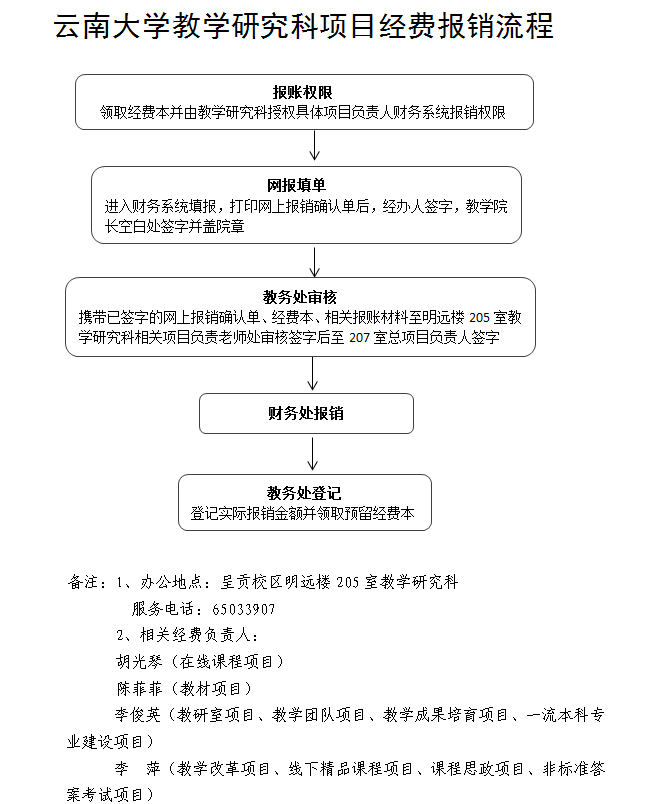 云南大学教学研究科项目经费报销流程
报账权限
领取经费本并由教学研究科授权具体项目负责人财务系统报销权限
网报填单
进入财务系统填报，打印网上报销确认单后，经办人签字，教学院
长空白处签字并盖院章
教务处审核
携带已签字的网上报销确认单、经费本、相关报账材料至明远楼 205 室教
学研究科相关项目负责老师处审核签字后至 207 室总项目负责人签字
财务处报销
教务处登记
登记实际报销金额并领取预留经费本
备注：1、办公地点：呈贡校区明远楼 205 室教学研究科
服务电话：65033907
2、相关经费负责人：
胡光琴（在线课程项目）
陈菲菲（教材项目）
李俊英（教研室项目、教学团队项目、教学成果培育项目、一流本科专
业建设项目）
李　萍（教学改革项目、线下精品课程项目、课程思政项目、非标准答
案考试项目）